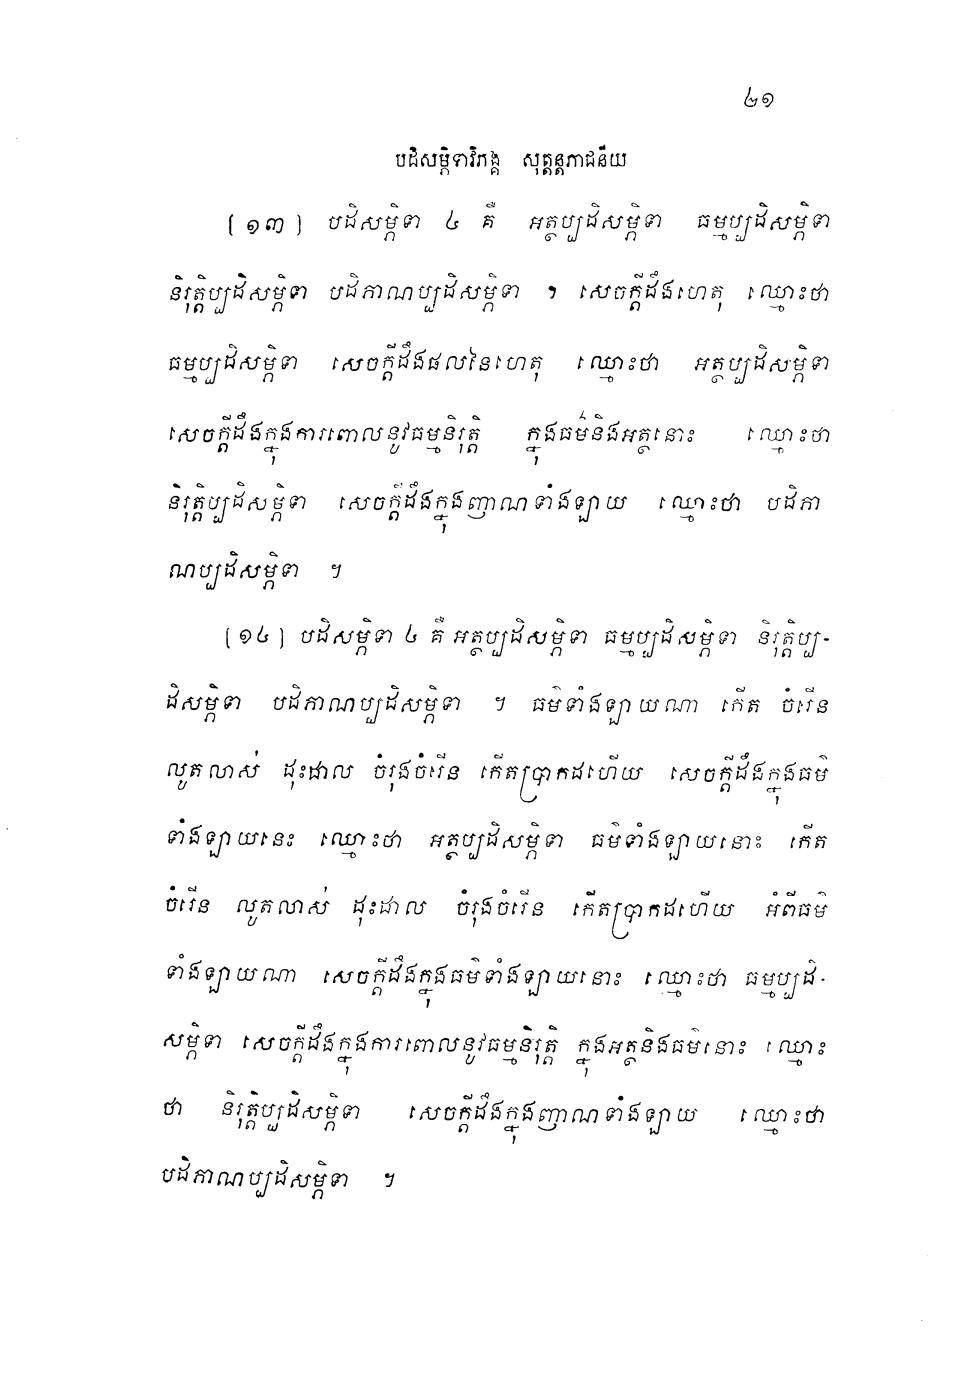 ២១
បដិសម្ភិទាវិភង្គ សុត្តន្តភាជនីយ
[១៣] បដិសម្ភិទា ៤ គឺ អត្ថប្បដិសម្ភិទា ធម្មប្បដិសម្ភិទា
និរុត្តិប្បដិសម្ភិទា បដិភាណប្បដិសម្ភិទា ។ សេចក្តីដឹងហេតុ ឈ្មោះថា
ធម្មប្បដិសម្ភិទា សេចក្តីដឹងផលនៃហេតុ ឈ្មោះថា អត្ថប្បដិសម្ភិទា
សេចក្តីដឹងក្នុងការពោលនូវធម្មនិរុត្តិ ក្នុងធម៌និងអត្ថនោះ ឈ្មោះថា
និរុត្តិប្បដិសម្ភិទា សេចក្តីដឹងក្នុងញាណទាំងឡាយ ឈ្មោះថា បដិភា
ណប្បដិសម្ភិទា ។
[១៤] បដិសម្ភិទា ៤ គឺ អត្ថប្បដិសម្ភិទា ធម្មប្បដិសម្ភិទា និរុត្តិប្ប-
ដិសម្ភិទា បដិភាណប្បដិសម្ភិទា ។ ធម៌ទាំងឡាយណា កើត ចំរើន
លូតលាស់ ដុះដាល ចំរុងចំរើន កើតប្រាកដហើយ សេចក្តីដឹងក្នុងធម៌
ទាំងឡាយនេះ ឈ្មោះថា អត្ថប្បដិសម្ភិទា ធម៌ទាំងឡាយនោះ កើត
ចំរើន លូតលាស់ ដុះដាល ចំរុងចំរើន កើតប្រាកដហើយ អំពីធម៌
ទាំងឡាយណា សេចក្តីដឹងក្នុងធម៌ទាំងឡាយនោះ ឈ្មោះថា ធម្មប្បដិ-
សម្ភិទា សេចក្តីដឹងក្នុងការពោលនូវធម្មនិរុត្តិ ក្នុងអត្ថនិងធម៌នោះ ឈ្មោះ
ថា និរុត្តិប្បដិសម្ភិទា សេចក្តីដឹងក្នុងញាណទាំងឡាយ ឈ្មោះថា
បដិភាណប្បដិសម្ភិទា ។